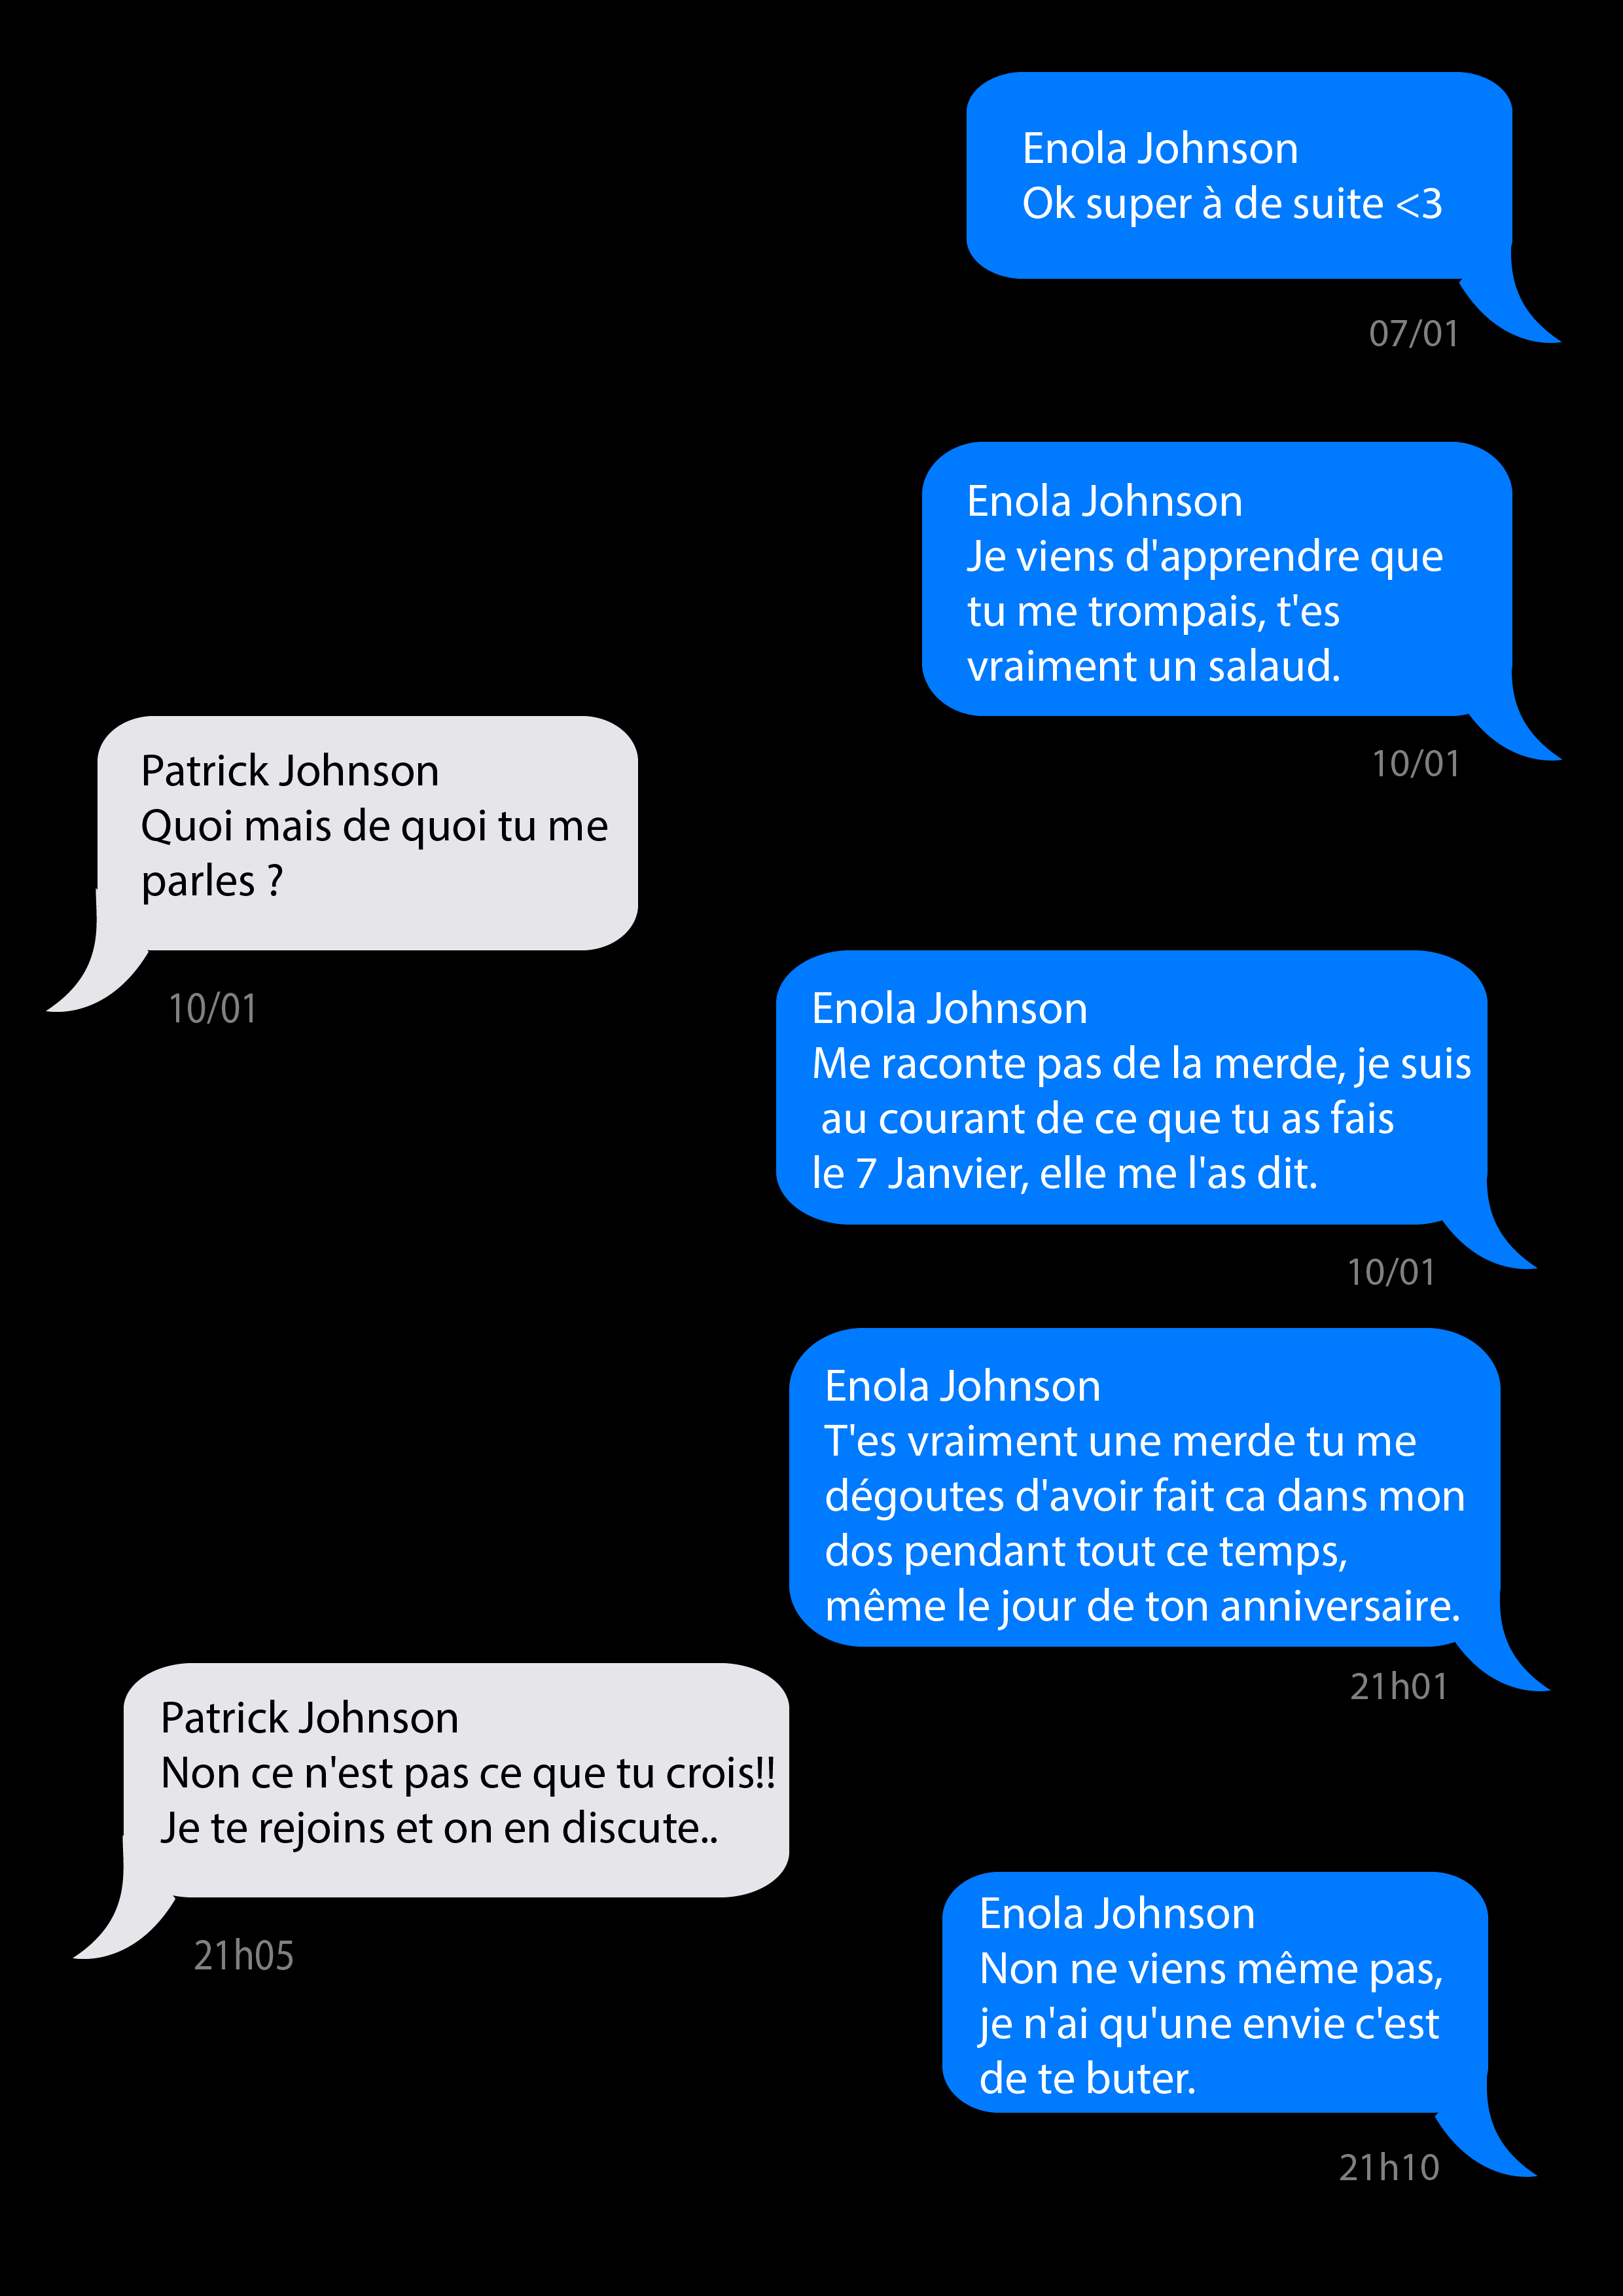 Enola Johnson
Ok super à de suite <3
07/01
Enola Johnson
Je viens d'apprendre que
tu me trompais, t'es
vraiment un salaud.
10/01
Patrick Johnson
Quoi mais de quoi tu me
parles ?
10/01
Enola Johnson
Me raconte pas de la merde, je suis
au courant de ce que tu as fais
le 7 Janvier, elle me l'as dit.
10/01
Enola Johnson
T'es vraiment une merde tu me
dégoutes d'avoir fait ca dans mon
dos pendant tout ce temps,
même le jour de ton anniversaire.
21h01
Patrick Johnson
Non ce n'est pas ce que tu crois!!
Je te rejoins et on en discute..
21h05
Enola Johnson
Non ne viens même pas,
je n'ai qu'une envie c'est
de te buter.
21h10